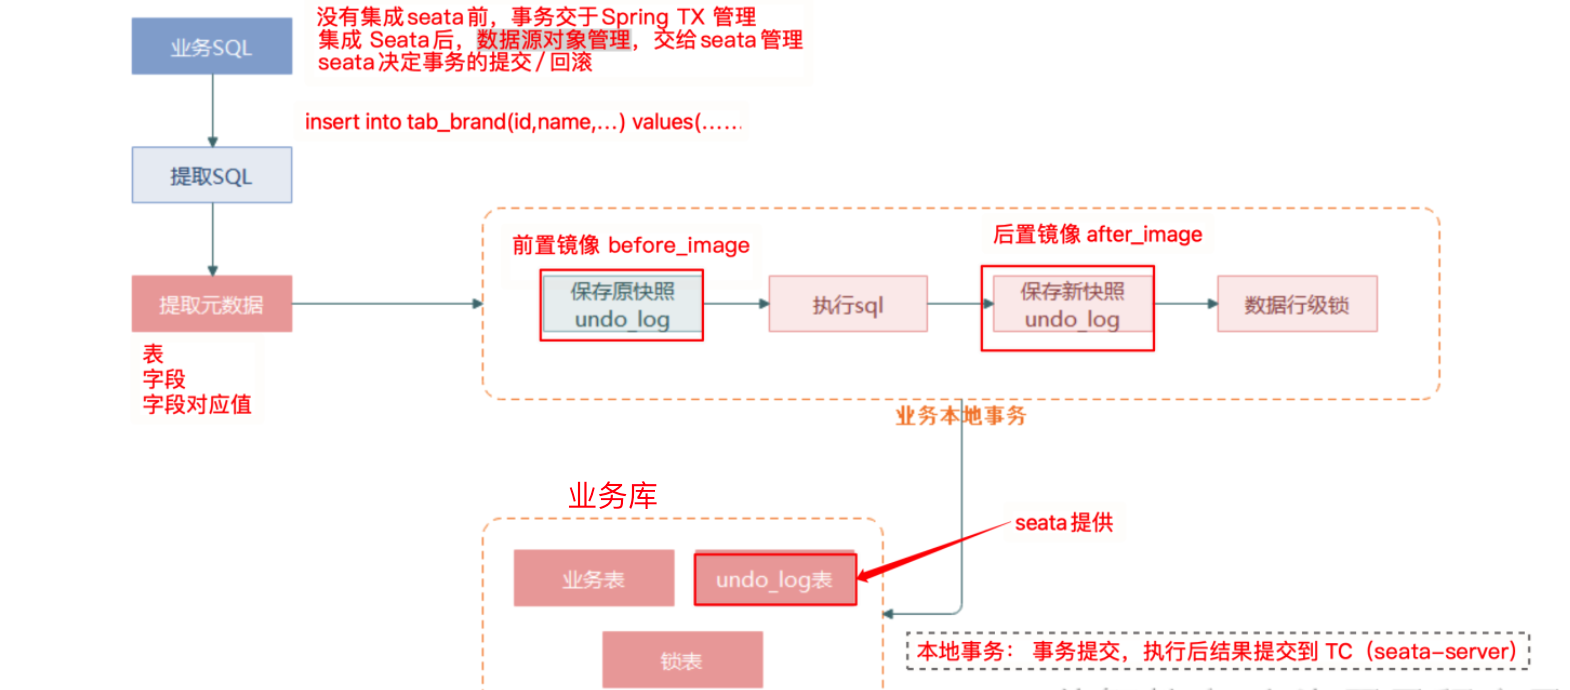 没有集成seata前，事务交于Spring TX 管理
业务SQL
集成 Seata后，数据源对象管理，交给seata管理
seata决定事务的提交/回滚
insert into tab_brand(id,name,...) values(......
提取SQL
前置镜像 before_image
后置镜像 after_image
提取元数据
保存原快照
undo_log
执行sql
保存新快照
undo_log
数据行级锁
表
字段
字段对应值
业务本地事务
业务库
seata提供
业务表
undo_log表
锁表
本地事务： 事务提交，执行后结果提交到 TC（seata-server）